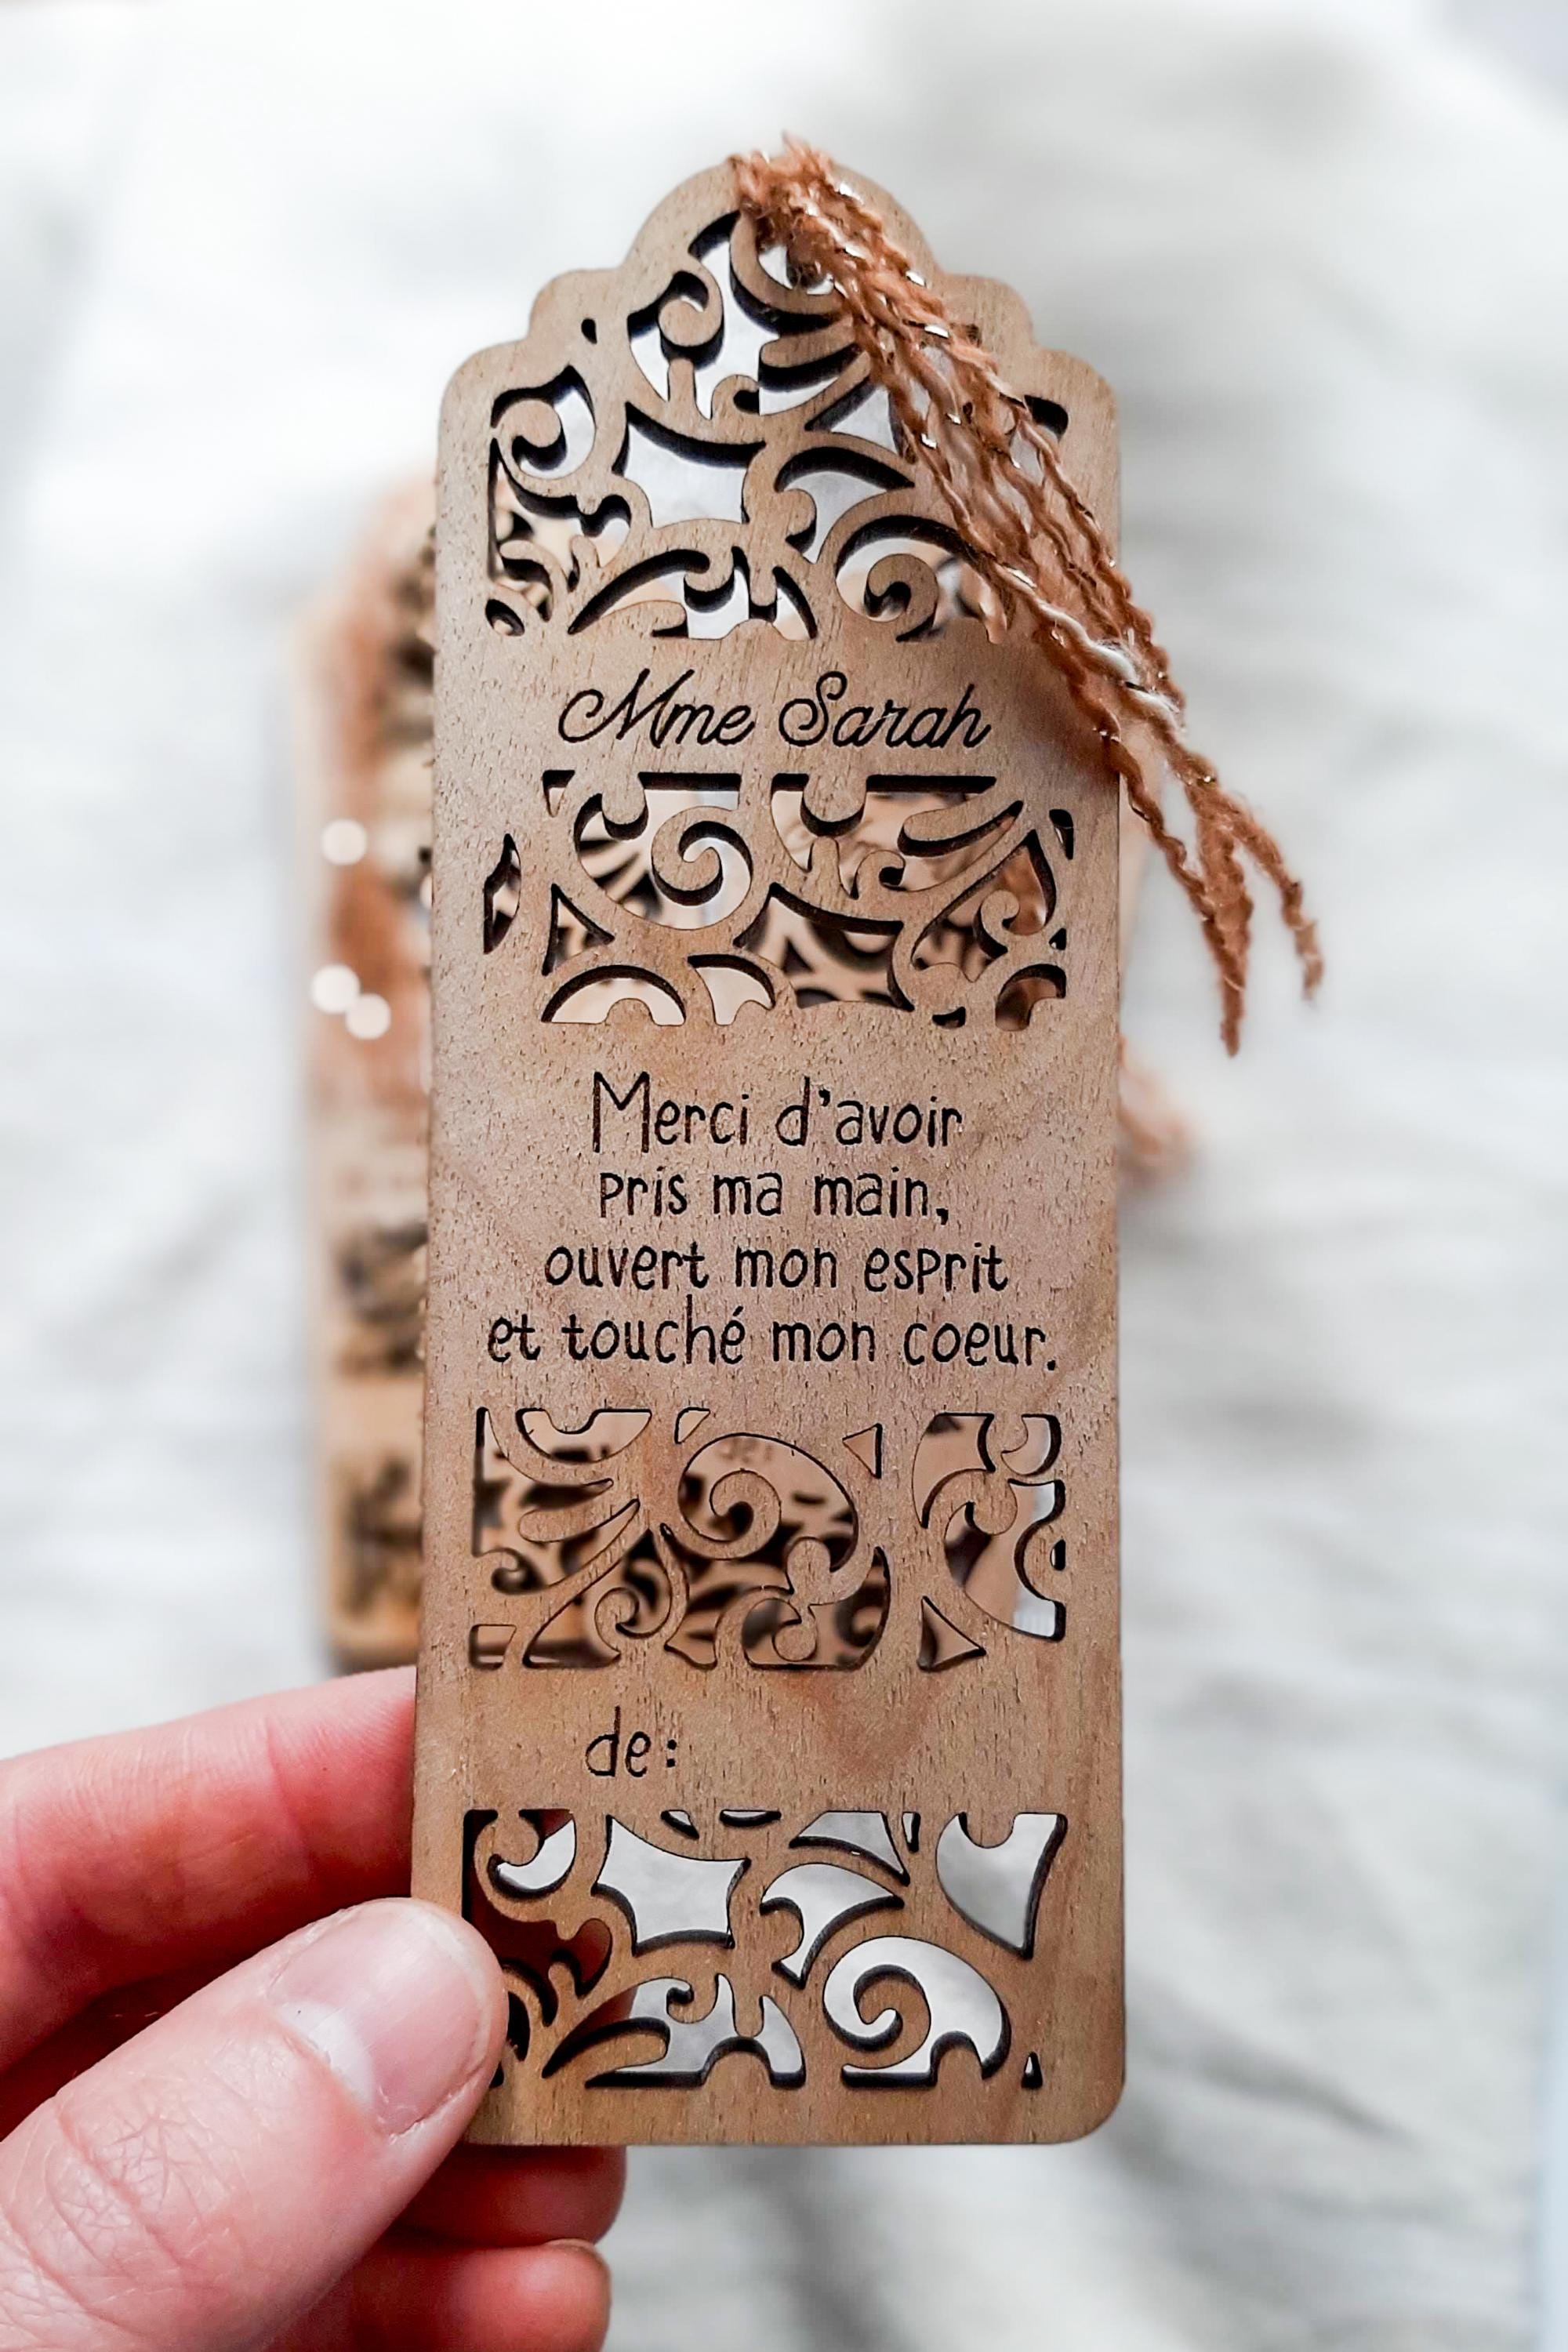 Mme Sarah
Merci d'avoir
pris ma main,
ouvert mon esprit
et touché mon coeur.
de: